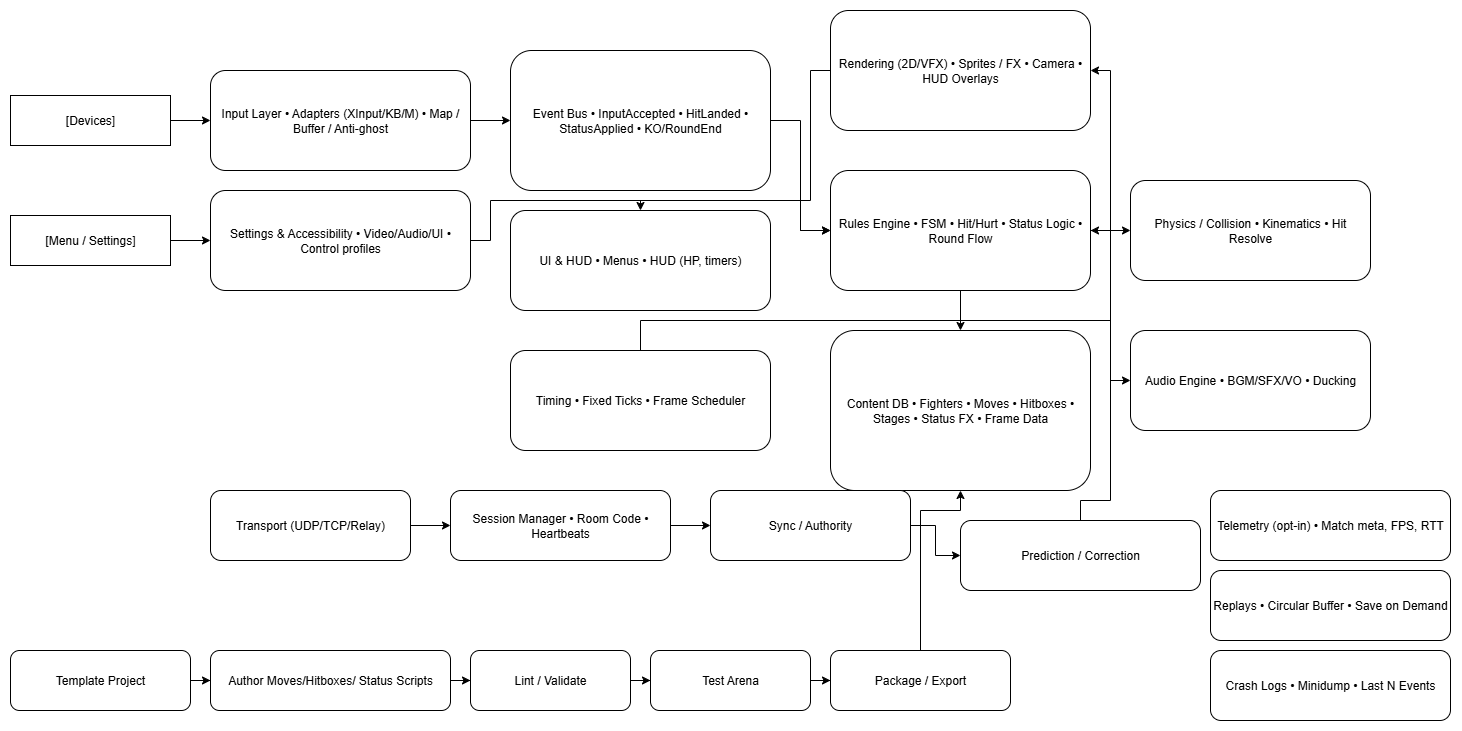 Rendering (2D/VFX) • Sprites / FX • Camera •
HUD Overlays
[Devices]
Input Layer • Adapters (XInput/KB/M) • Map /
Buffer / Anti-ghost
Event Bus • InputAccepted • HitLanded •
StatusApplied • KO/RoundEnd
[Menu / Settings]
Settings & Accessibility • Video/Audio/UI •
Control profiles
UI & HUD • Menus • HUD (HP, timers)
Rules Engine • FSM • Hit/Hurt • Status Logic •
Round Flow
Physics / Collision • Kinematics • Hit
Resolve
Timing • Fixed Ticks • Frame Scheduler
Content DB • Fighters • Moves • Hitboxes •
Stages • Status FX • Frame Data
Audio Engine • BGM/SFX/VO • Ducking
Transport (UDP/TCP/Relay)
Session Manager • Room Code •
Heartbeats
Sync / Authority
Prediction / Correction
Telemetry (opt-in) • Match meta, FPS, RTT
Replays • Circular Buffer • Save on Demand
Template Project
Author Moves/Hitboxes/ Status Scripts
Lint / Validate
Test Arena
Package / Export
Crash Logs • Minidump • Last N Events